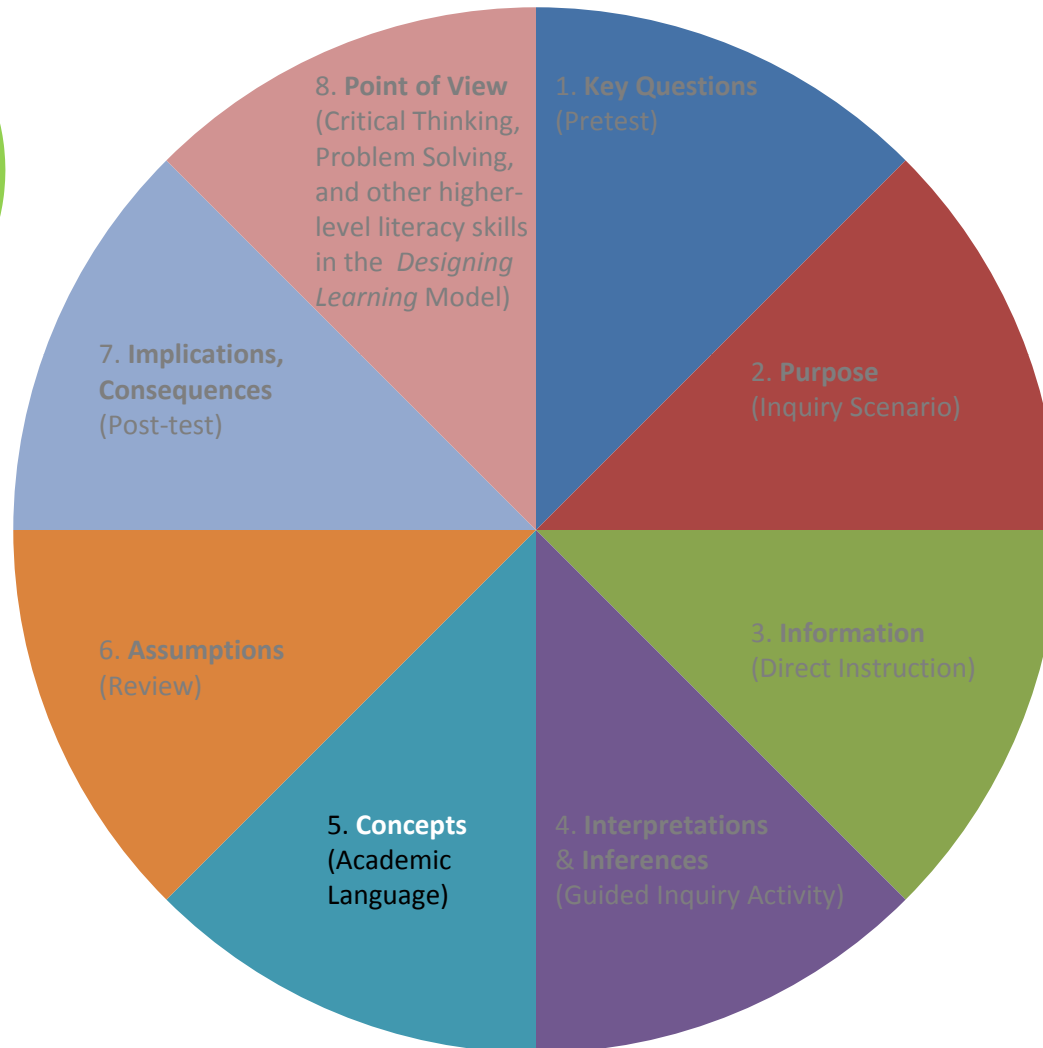 1. Key Questions
(Pretest)
2. Purpose
(Inquiry Scenario)
3. Information
(Direct Instruction)
4. Interpretations
& Inferences
(Guided Inquiry Activity)
5. Concepts
(Academic
Language)
6. Assumptions
(Review)
7. Implications,
Consequences
(Post-test)
8. Point of View
(Critical Thinking,
Problem Solving,
and other higher-
level literacy skills
in the Designing
Learning Model)